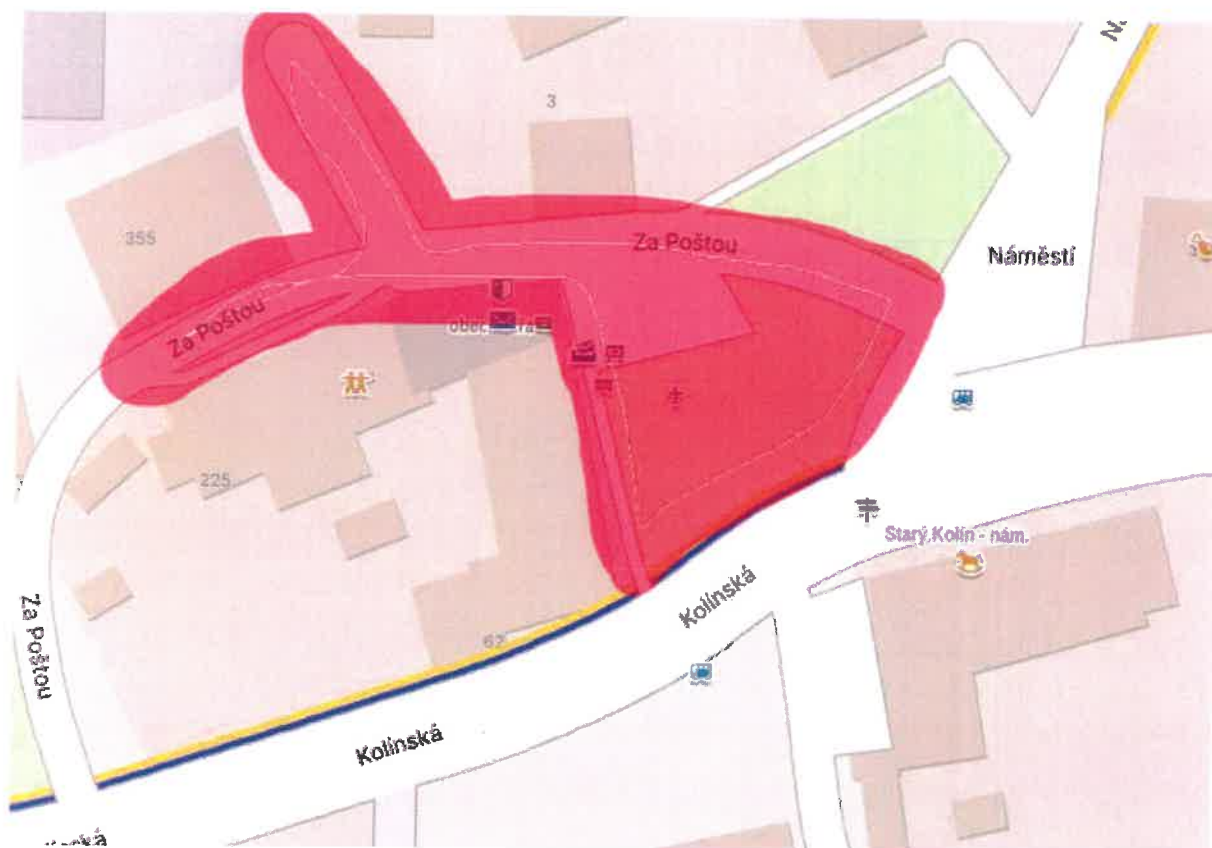 3
355
Za Poštou
Náměstí
Za Poštou
225
Starý Kolín - nám.
Kolínská
Za Poštou
62
Kolínská